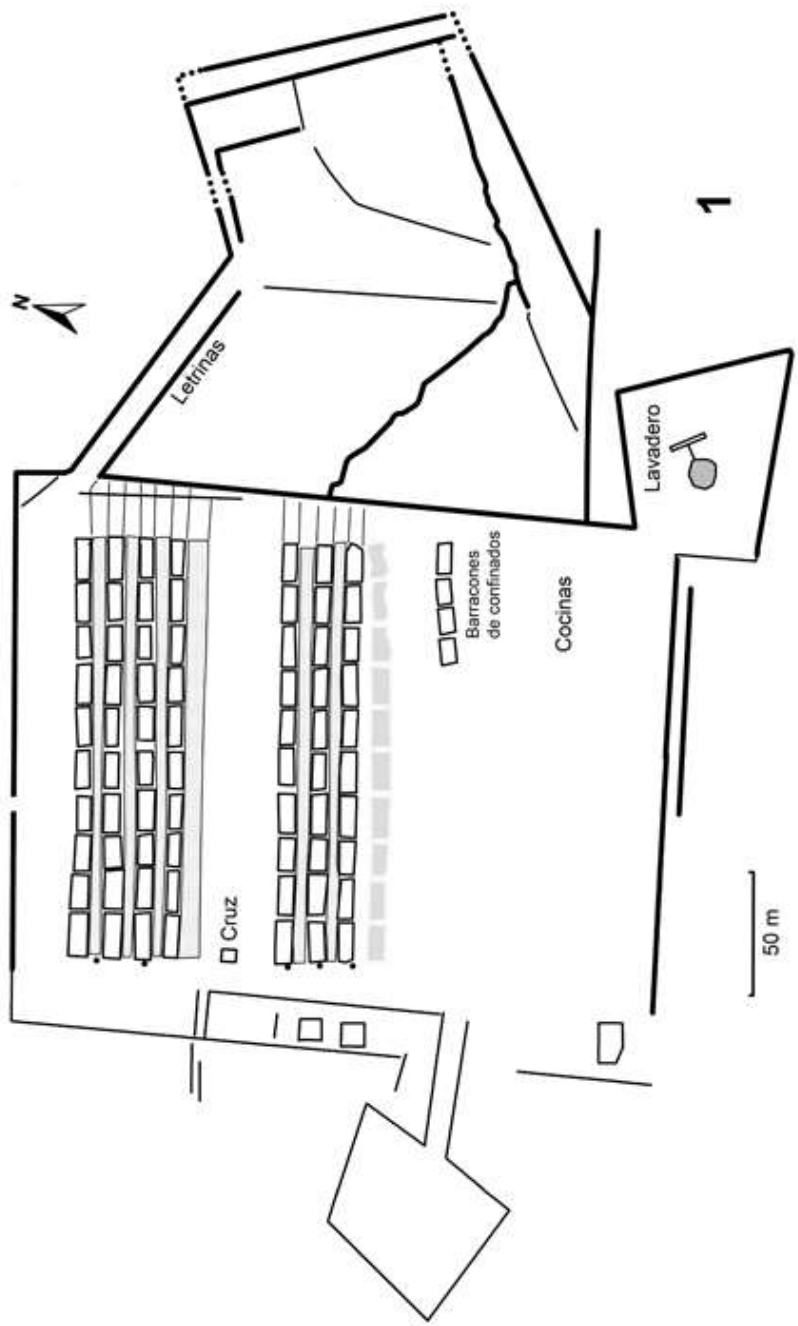 N
Letrinas
1
Lavadero
Cruz
Barracones
de confinados
Cocinas
50 m